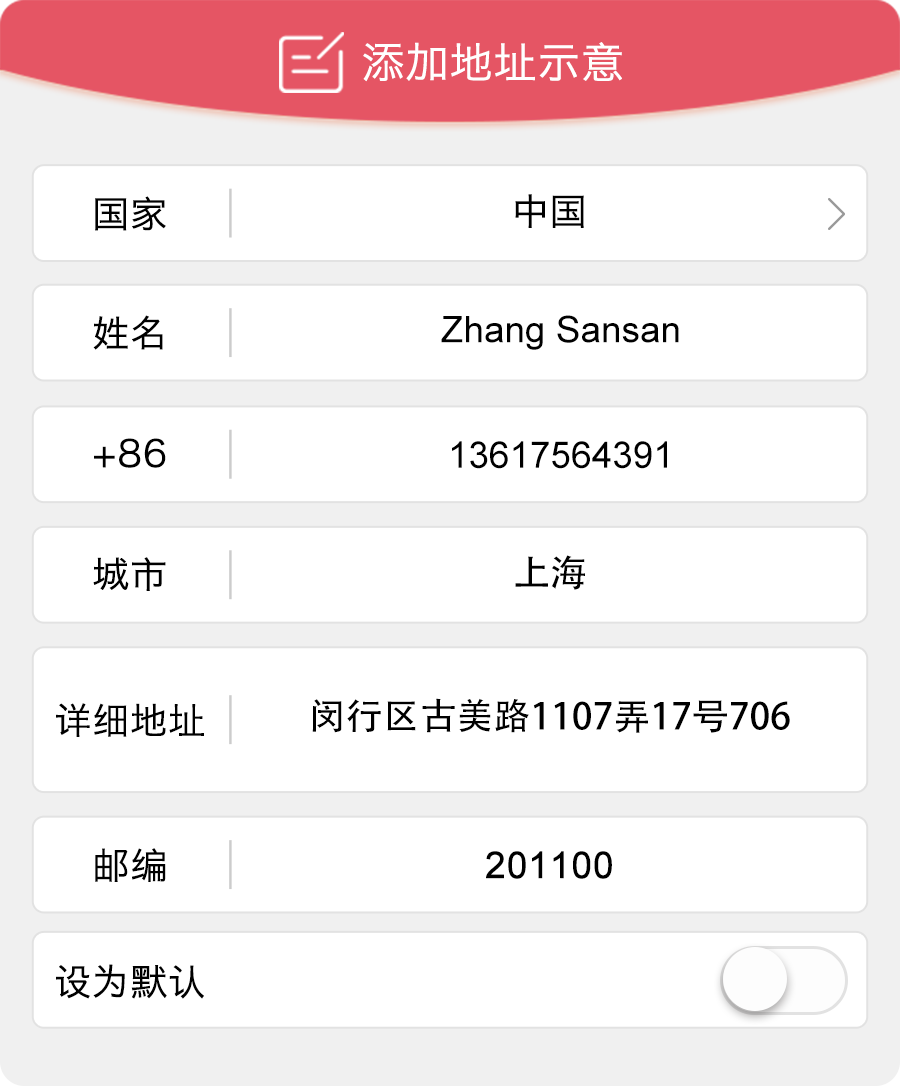 添加地址示意
国家 中国
姓名 Zhang Sansan
+86 13617564391
城市 上海
详细地址 闵行区古美路1107弄17号706
邮编 201100
设为默认